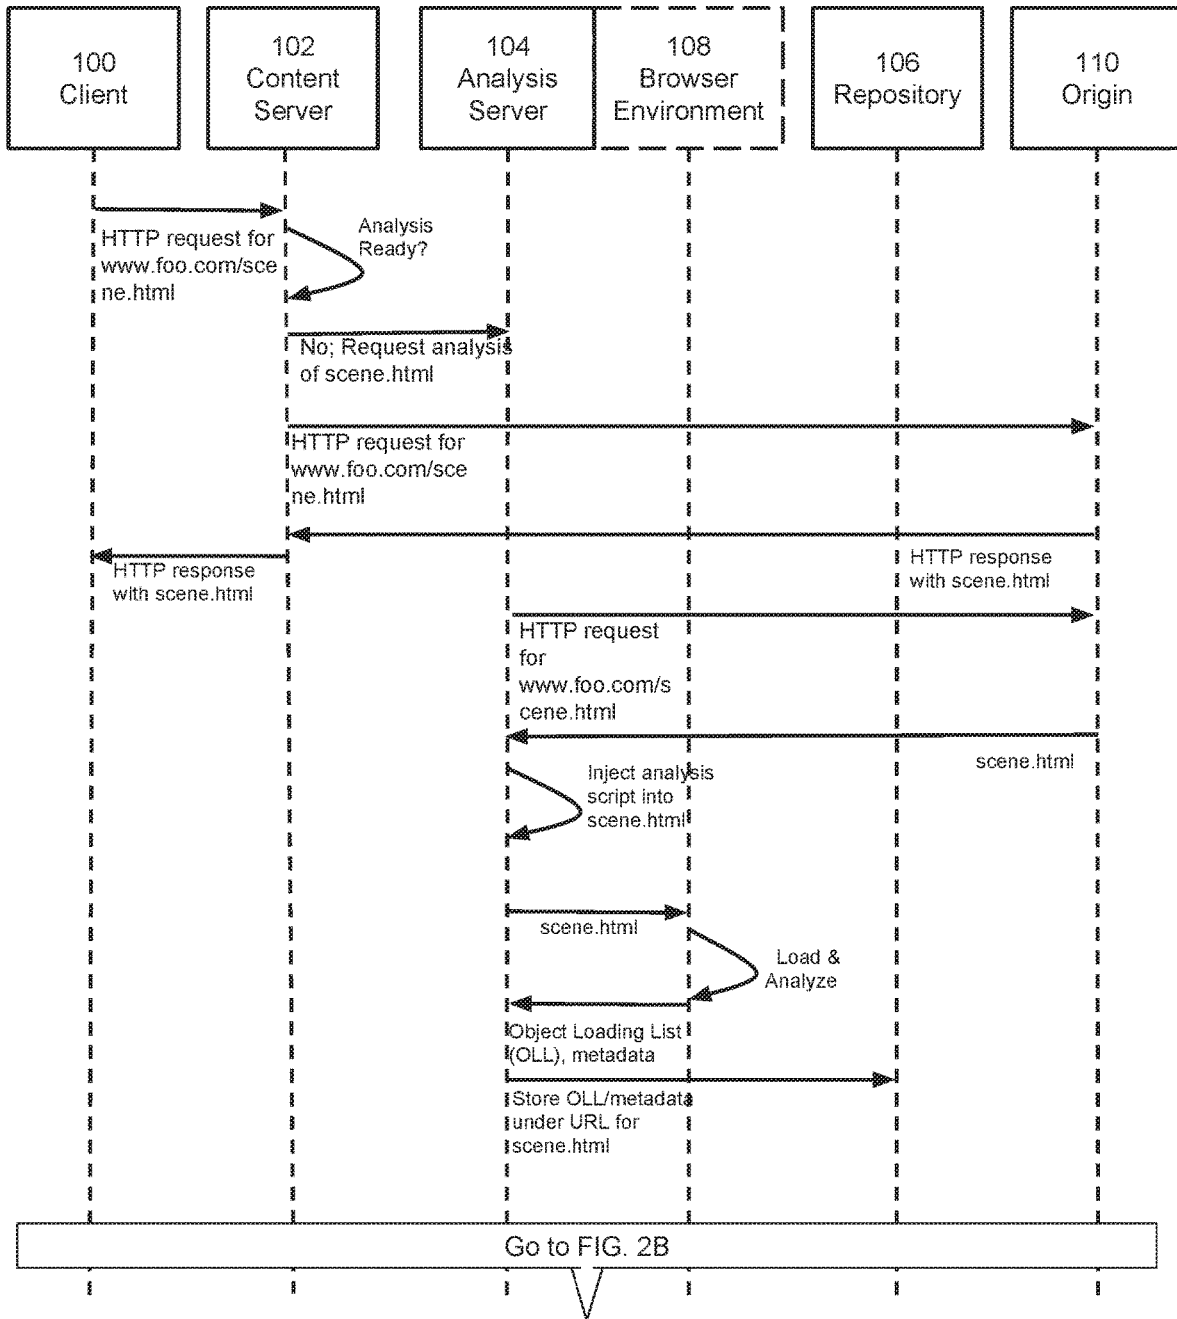 100
Client
102
Content
Server
104
Analysis
Server
108
Browser
Environment
106
Repository
110
Origin
HTTP request for
www.foo.com/sce
ne.html
Analysis
Ready?
No; Request analysis
of scene.html
HTTP request for
www.foo.com/sce
ne.html
HTTP response
with scene.html
HTTP response
with scene.html
HTTP request
for
www.foo.com/s
cene.html
scene.html
Inject analysis
script into
scene.html
scene.html
Load &
Analyze
Object Loading List
(OLL), metadata
Store OLL/metadata
under URL for
scene.html
Go to FIG. 2B